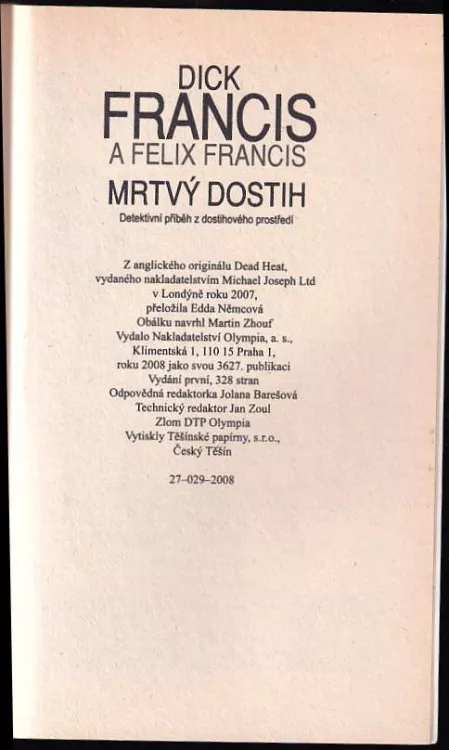 DICK
FRANCIS
A FELIX FRANCIS
MRTVÝ DOSTIH
Detektivní příběh z dostihového prostředí
Z anglického originálu Dead Heat,
vydaného nakladatelstvím Michael Joseph Ltd
v Londýně roku 2007,
přeložila Edda Němcová
Obálku navrhl Martin Zhouf
Vydalo Nakladatelství Olympia, a. s.,
Klimentská 1, 110 15 Praha 1,
roku 2008 jako svou 3627. publikaci
Vydání první, 328 stran
Odpovědná redaktorka Jolana Barešová
Technický redaktor Jan Zoul
Zlom DTP Olympia
Vytiskly Těšínské papírny, s.r.o.,
Český Těšín
27–029–2008